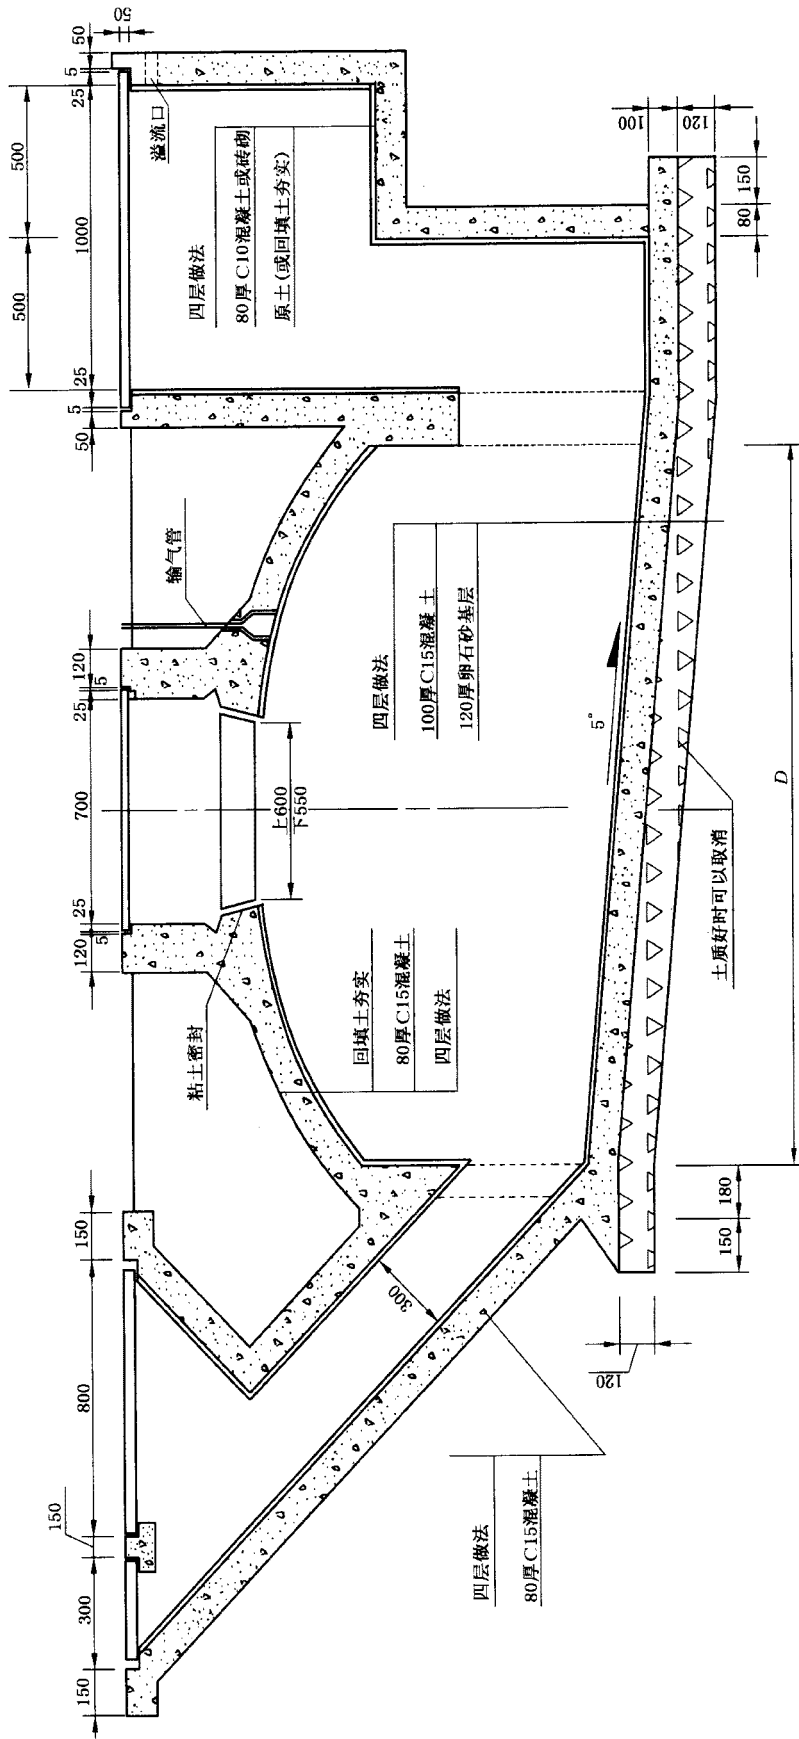 150
300
150
800
150
120
5
25
700
25
5
120
50
5
25
1000
25
5
50
500
500
50
溢流口
四层做法
80厚C10混凝土或砖砌
原土(或回填土夯实)
输气管
粘土密封
上600
下550
回填土夯实
80厚C15混凝土
四层做法
四层做法
100厚C15混凝土
120厚卵石砂基层
5°
300
四层做法
80厚C15混凝土
土质好时可以取消
D
120
150
180
100
120
80
150